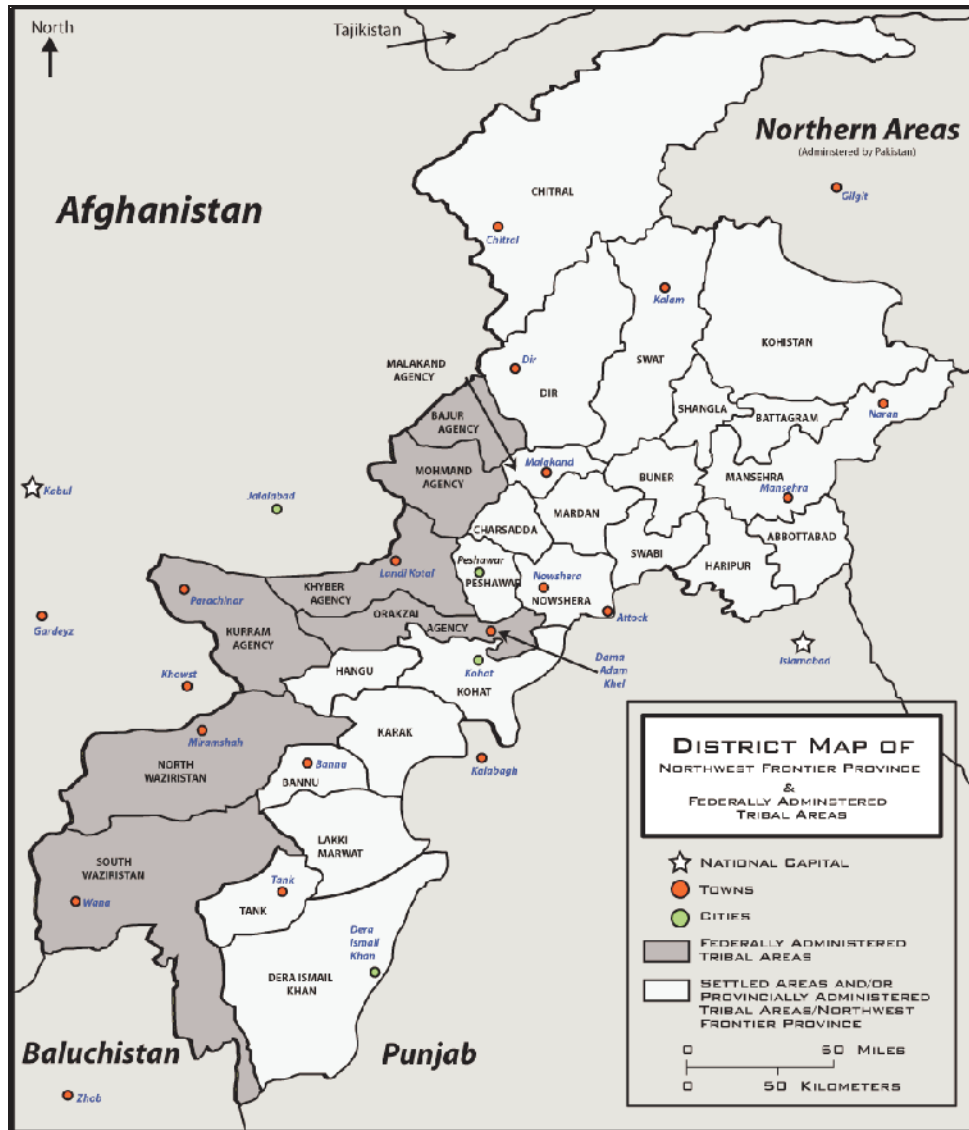 North
Tajikistan
Northern Areas
(Adminstered by Pakistan)
Gilgit
Afghanistan
CHITRAL
Chitral
Kalam
KOHISTAN
SWAT
Dir
DIR
MALAKAND
AGENCY
SHANGLA
BATTAGRAM
Naran
BAJUR
AGENCY
MOHMAND
AGENCY
Malakand
BUNER
MANSEHRA
Mansehra
Kabul
Jalalabad
CHARSADDA
MARDAN
ABBOTTABAD
SWABI
HARIPUR
Landi Kotal
Peshawar
PESHAWAR
Nowshera
NOWSHERA
KHYBER
AGENCY
Parachinar
Attock
Gardeyz
ORAKZAI
AGENCY
KURRAM
AGENCY
Islamabad
Khowst
HANGU
Kohat
KOHAT
Darra
Adam
Khel
Miramshah
KARAK
NORTH
WAZIRISTAN
Bannu
BANNU
Kalabagh
LAKKI
MARWAT
SOUTH
WAZIRISTAN
Wana
Tank
TANK
Dera
Ismail
Khan
DERA ISMAIL
KHAN
Baluchistan
Punjab
Zhob
DISTRICT MAP OF
NORTHWEST FRONTIER PROVINCE
&
FEDERALLY ADMINSTERED
TRIBAL AREAS
NATIONAL CAPITAL
TOWNS
CITIES
FEDERALLY ADMINISTERED
TRIBAL AREAS
SETTLED AREAS AND/OR
PROVINCIALLY ADMINISTERED
TRIBAL AREAS/NORTHWEST
FRONTIER PROVINCE
0 50 MILES
0 50 KILOMETERS